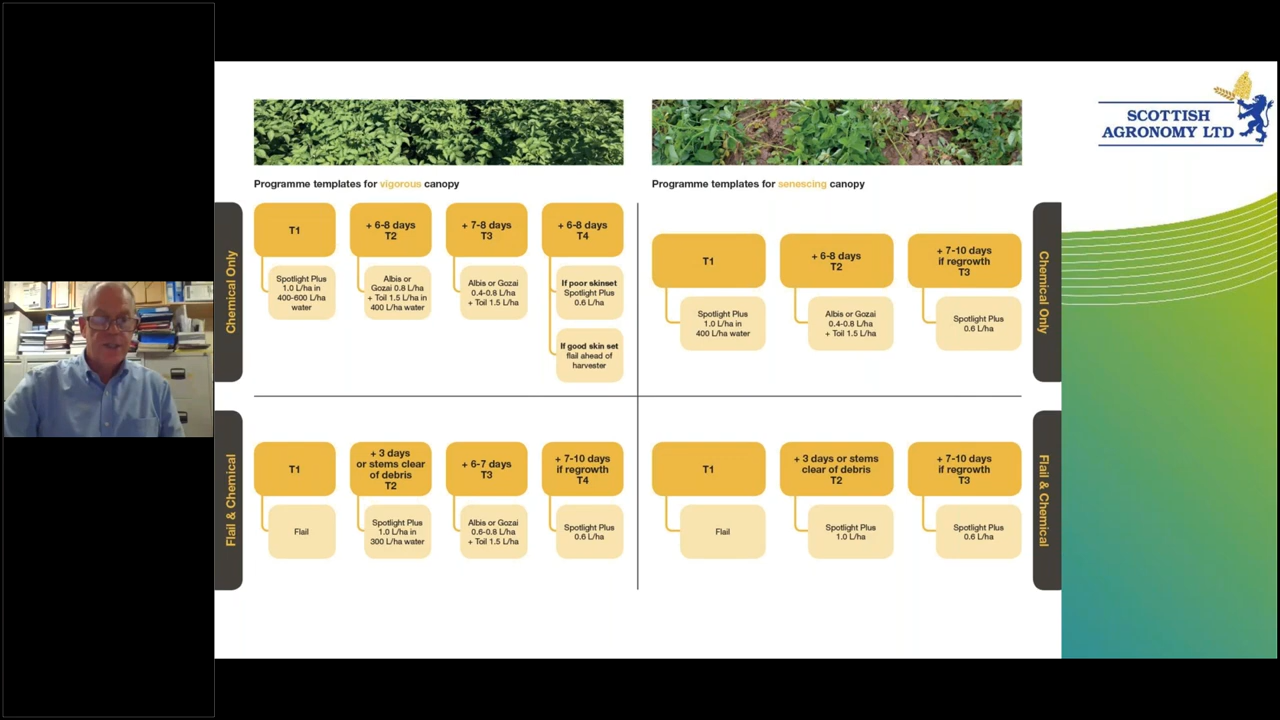 SCOTTISH
AGRONOMY LTD
Programme templates for vigorous canopy
Chemical Only
T1
Spotlight Plus
1.0 L/ha in
400-600 L/ha
water
+ 6-8 days
T2
Albis or
Gozai 0.8 L/ha
+ Toil 1.5 L/ha in
400 L/ha water
+ 7-8 days
T3
Albis or Gozai
0.4-0.8 L/ha
+ Toil 1.5 L/ha
+ 6-8 days
T4
If poor skinset
Spotlight Plus
0.6 L/ha
If good skin set
flail ahead of
harvester
Programme templates for senescing canopy
T1
Spotlight Plus
1.0 L/ha in
400 L/ha water
+ 6-8 days
T2
Albis or Gozai
0.4-0.8 L/ha
+ Toil 1.5 L/ha
+ 7-10 days
if regrowth
T3
Spotlight Plus
0.6 L/ha
Chemical Only
Flail & Chemical
T1
Flail
+ 3 days
or stems clear
of debris
T2
Spotlight Plus
1.0 L/ha in
300 L/ha water
+ 6-7 days
T3
Albis or Gozai
0.6-0.8 L/ha
+ Toil 1.5 L/ha
+ 7-10 days
if regrowth
T4
Spotlight Plus
0.6 L/ha
T1
Flail
+ 3 days or stems
clear of debris
T2
Spotlight Plus
1.0 L/ha
+ 7-10 days
if regrowth
T3
Spotlight Plus
0.6 L/ha
Flail & Chemical